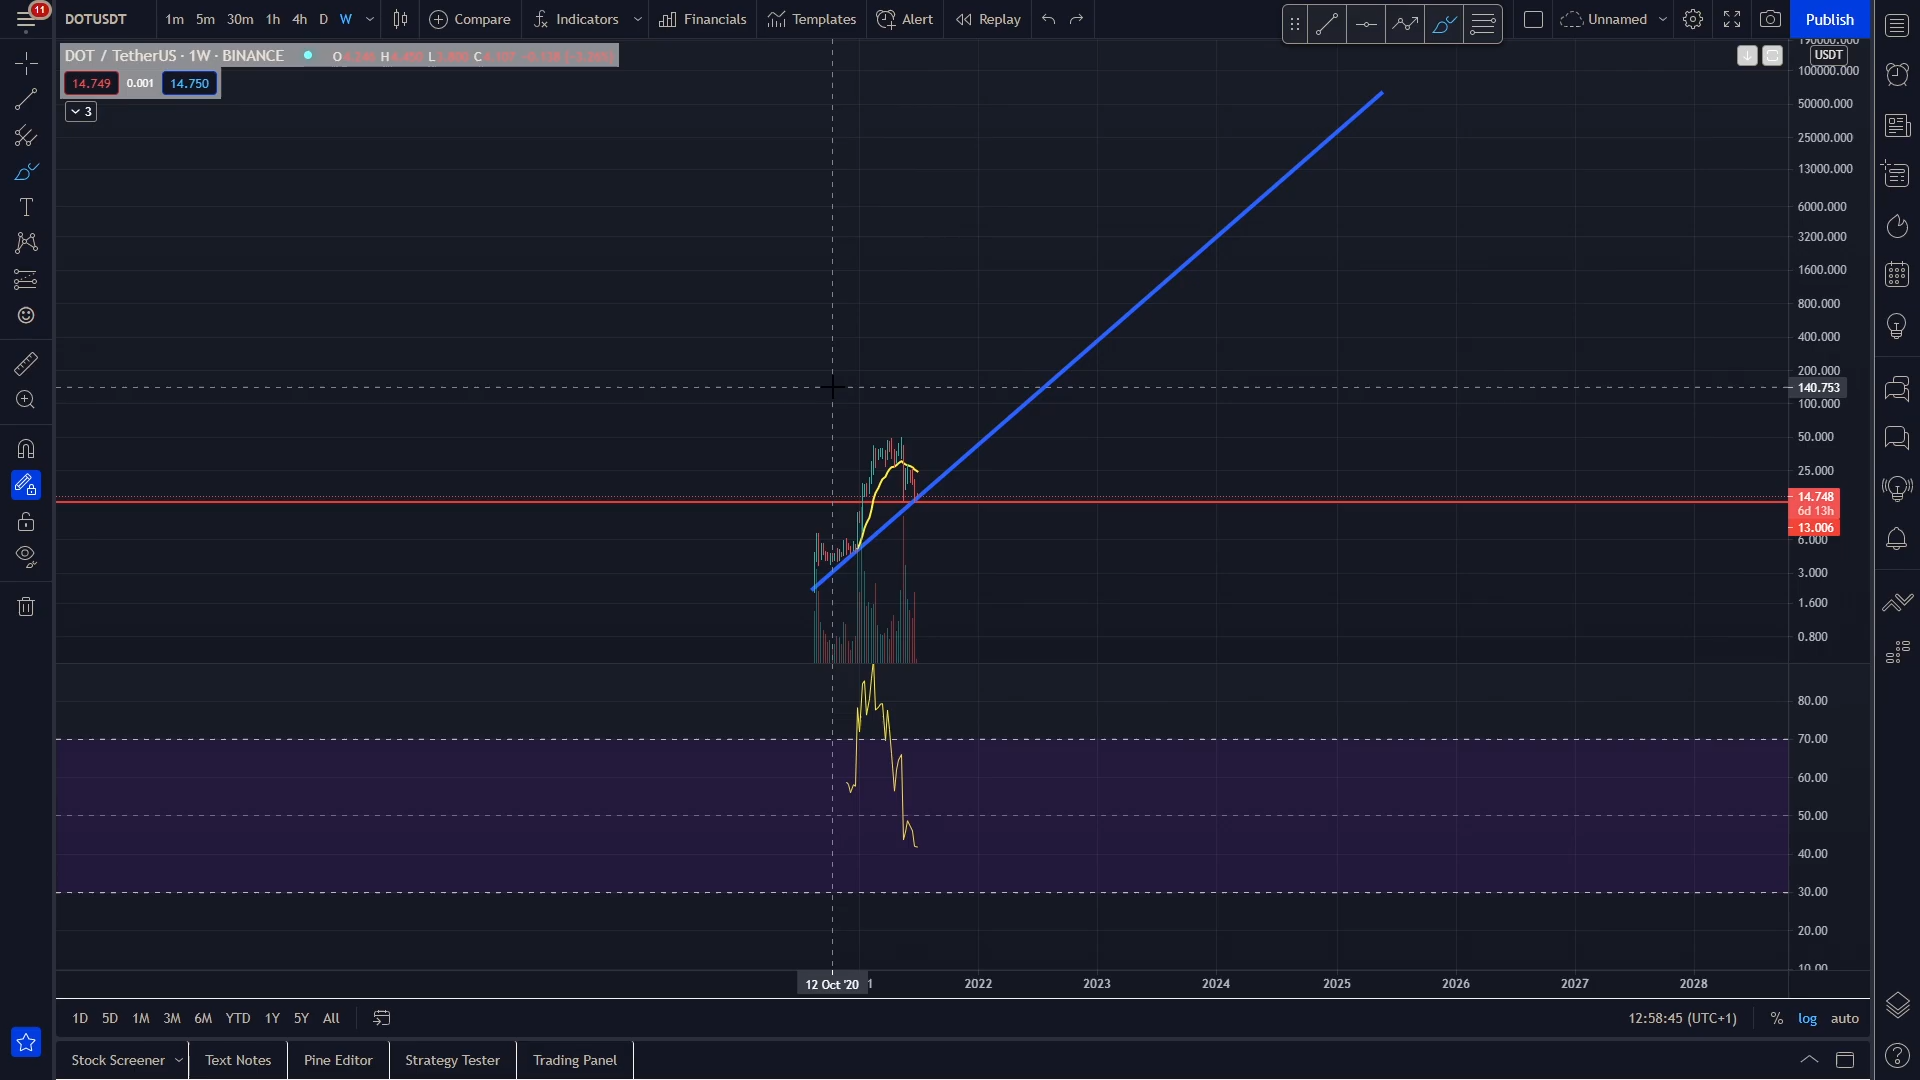 11
DOTUSDT
1m 5m 30m 1h 4h D W
Compare
Indicators
Financials
Templates
Alert
Replay
Unnamed
Publish
DOT / TetherUS · 1W · BINANCE O H L C
14.749 0.001 14.750
3
USDT
100000.000
50000.000
25000.000
13000.000
6000.000
3200.000
1600.000
800.000
400.000
200.000
140.753
100.000
50.000
25.000
14.748
6d 13h
13.006
6.000
3.000
1.600
0.800
80.00
70.00
60.00
50.00
40.00
30.00
20.00
10.00
12 Oct '20 2022 2023 2024 2025 2026 2027 2028
1D 5D 1M 3M 6M YTD 1Y 5Y All
12:58:45 (UTC+1) % log auto
Stock Screener Text Notes Pine Editor Strategy Tester Trading Panel